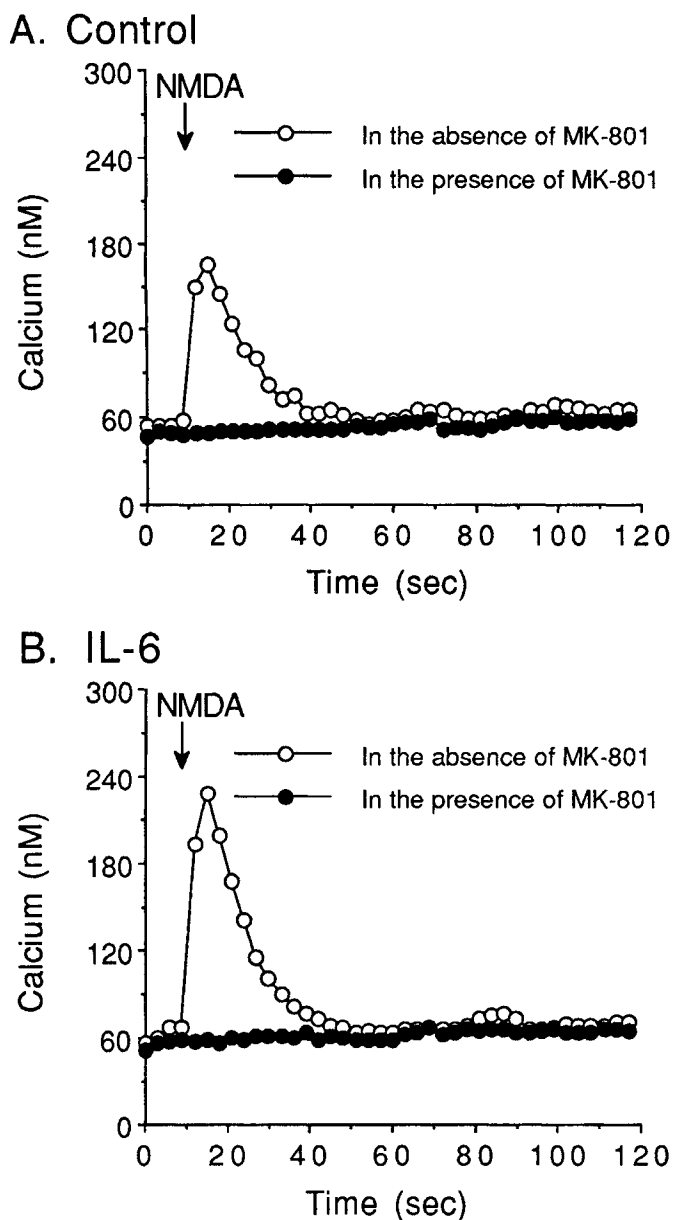 A. Control
300
240
180
120
60
0
Calcium (nM)
NMDA
In the absence of MK-801
In the presence of MK-801
0 20 40 60 80 100 120
Time (sec)
B. IL-6
300
240
180
120
60
0
Calcium (nM)
NMDA
In the absence of MK-801
In the presence of MK-801
0 20 40 60 80 100 120
Time (sec)